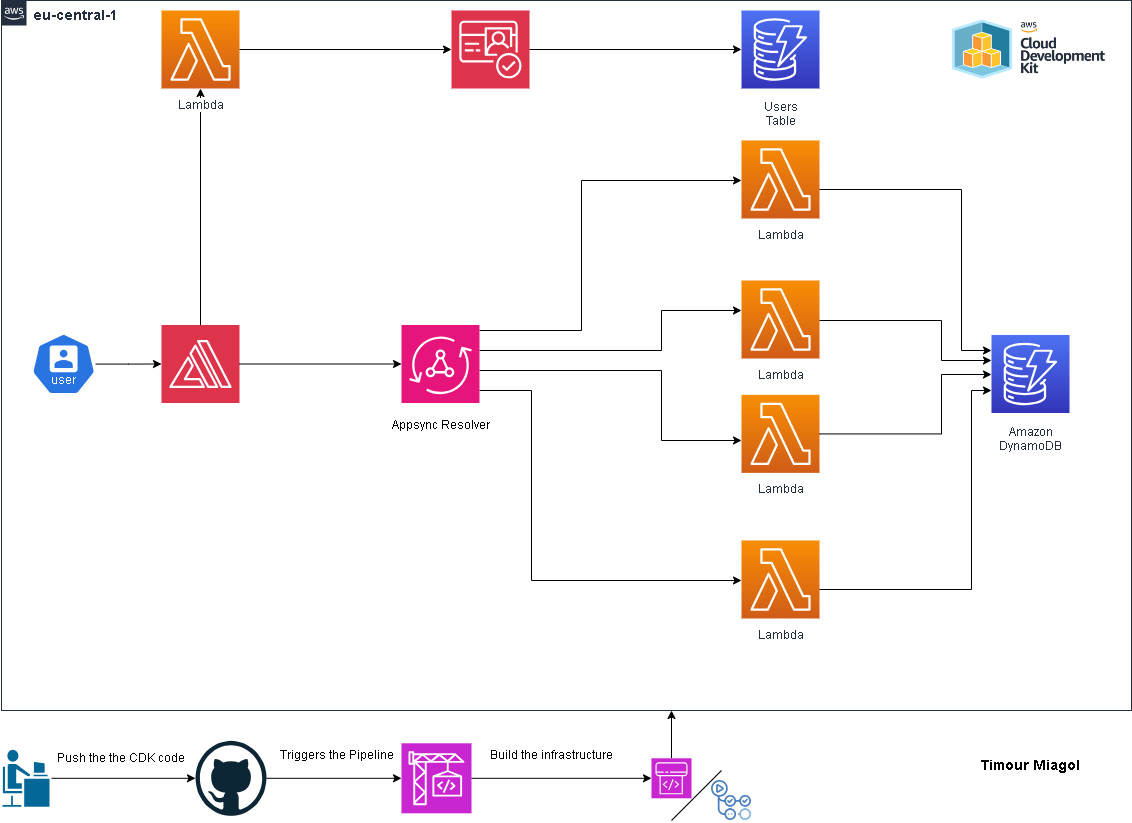 aws
eu-central-1
Lambda
Users
Table
aws
Cloud
Development
Kit
Lambda
user
Appsync Resolver
Lambda
Lambda
Amazon
DynamoDB
Lambda
Push the the CDK code
Triggers the Pipeline
Build the infrastructure
Timour Miagol